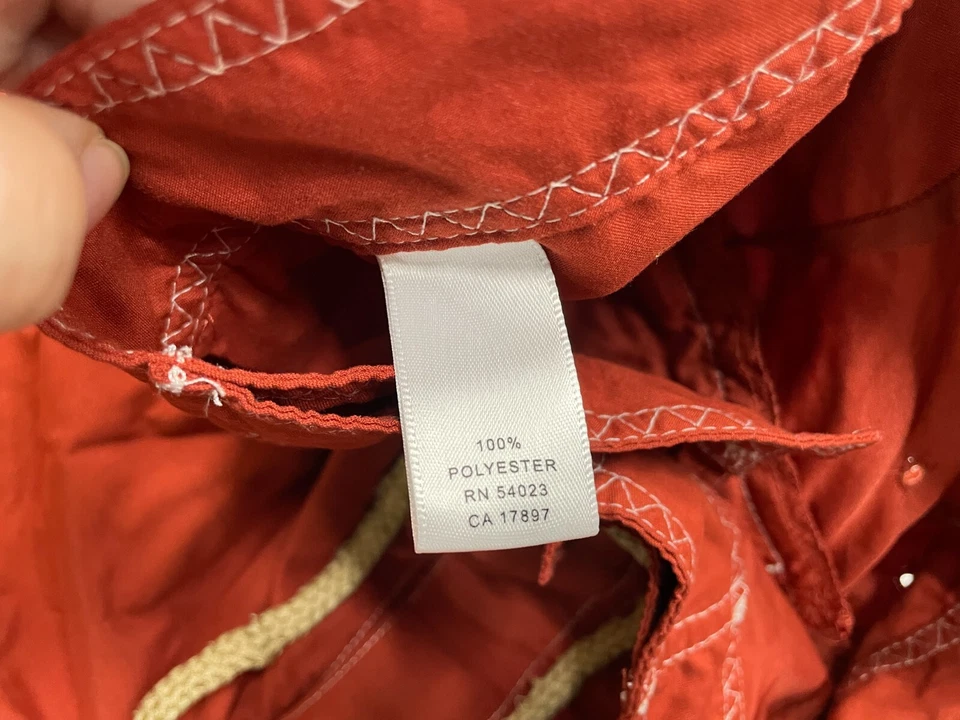 100%
POLYESTER
RN 54023
CA 17897